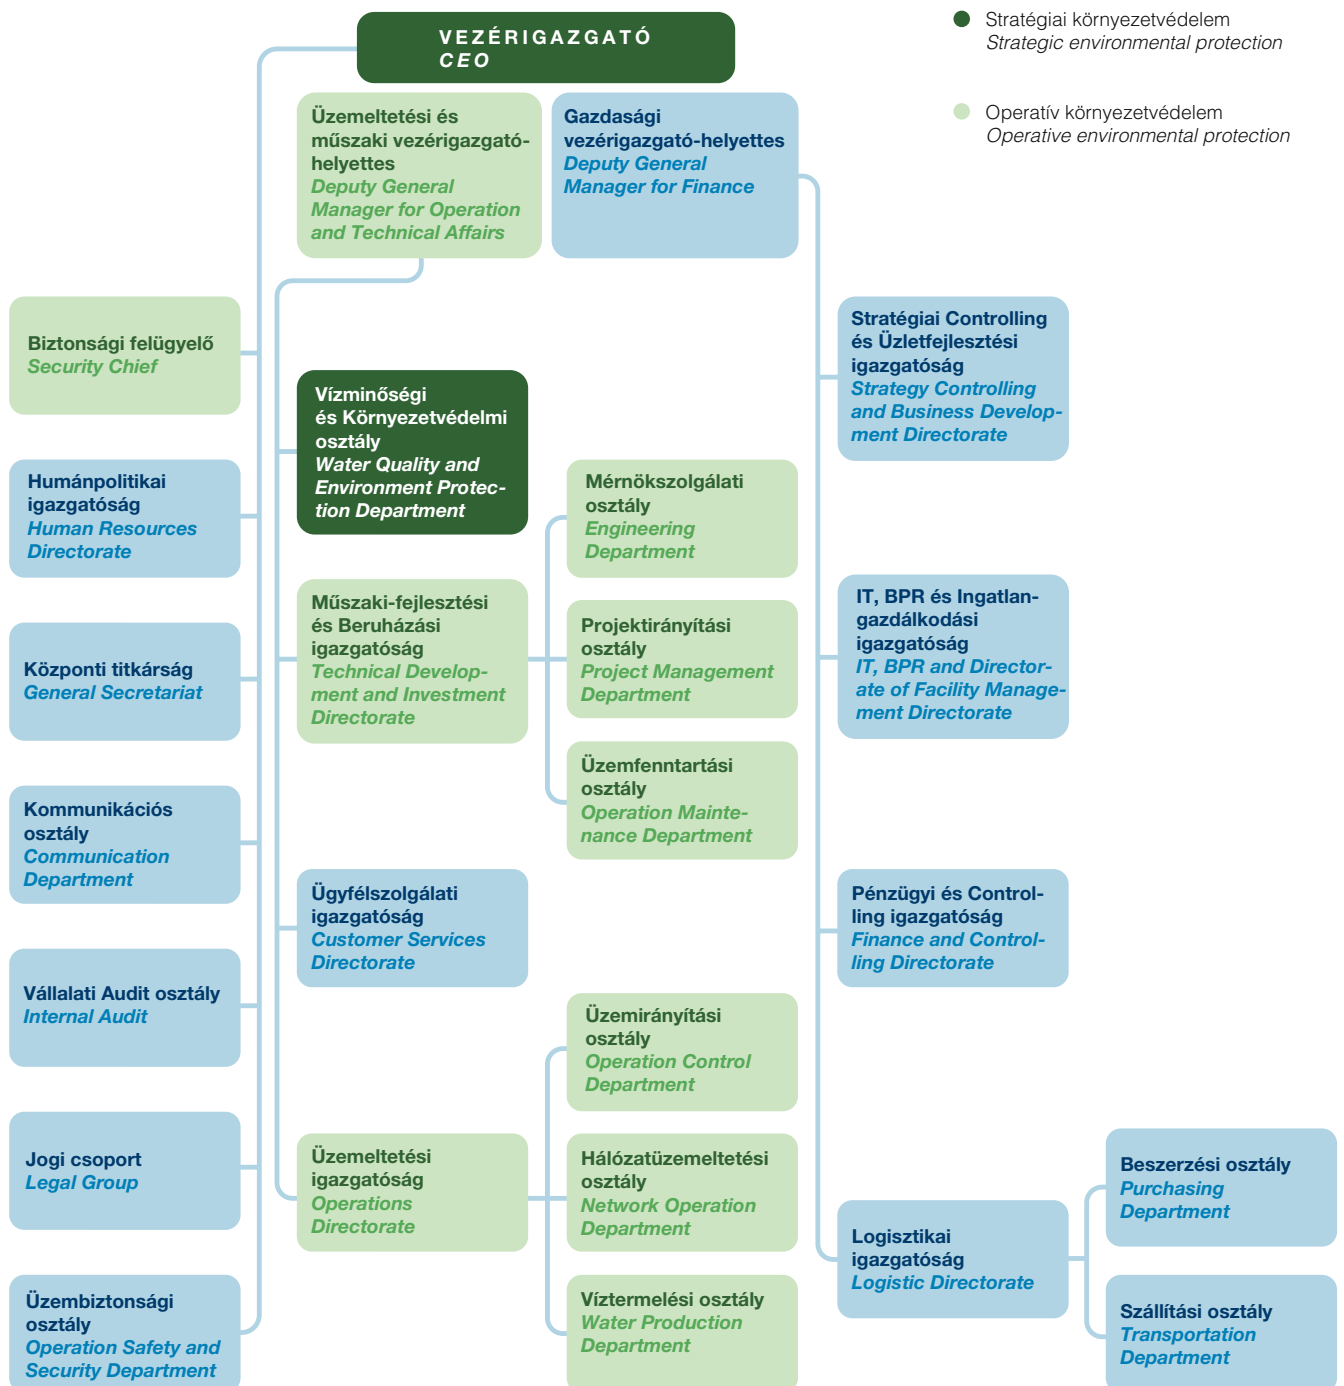 VEZÉRIGAZGATÓ
CEO
Stratégiai környezetvédelem
Strategic environmental protection
Operatív környezetvédelem
Operative environmental protection
Üzemeltetési és
műszaki vezérigazgató-
helyettes
Deputy General
Manager for Operation
and Technical Affairs
Gazdasági
vezérigazgató-helyettes
Deputy General
Manager for Finance
Biztonsági felügyelő
Security Chief
Humánpolitikai
igazgatóság
Human Resources
Directorate
Központi titkárság
General Secretariat
Kommunikációs
osztály
Communication
Department
Vállalati Audit osztály
Internal Audit
Jogi csoport
Legal Group
Üzembiztonsági
osztály
Operation Safety and
Security Department
Vízminőségi
és Környezetvédelmi
osztály
Water Quality and
Environment Protec-
tion Department
Műszaki-fejlesztési
és Beruházási
igazgatóság
Technical Develop-
ment and Investment
Directorate
Mérnökszolgálati
osztály
Engineering
Department
Projektirányítási
osztály
Project Management
Department
Üzemfenntartási
osztály
Operation Mainte-
nance Department
Ügyfélszolgálati
igazgatóság
Customer Services
Directorate
Üzemeltetési
igazgatóság
Operations
Directorate
Üzemirányítási
osztály
Operation Control
Department
Hálózatüzemeltetési
osztály
Network Operation
Department
Víztermelési osztály
Water Production
Department
Stratégiai Controlling
és Üzletfejlesztési
igazgatóság
Strategy Controlling
and Business Develop-
ment Directorate
IT, BPR és Ingatlan-
gazdálkodási
igazgatóság
IT, BPR and Director-
ate of Facility Manage-
ment Directorate
Pénzügyi és Control-
ling igazgatóság
Finance and Control-
ling Directorate
Logisztikai
igazgatóság
Logistic Directorate
Beszerzési osztály
Purchasing
Department
Szállítási osztály
Transportation
Department